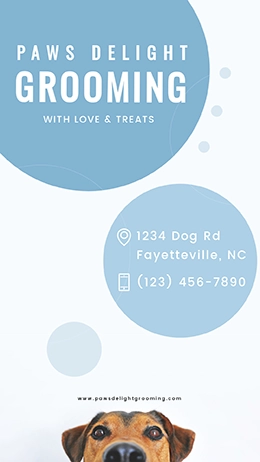 PAWS DELIGHT
GROOMING
WITH LOVE & TREATS
1234 Dog Rd
Fayetteville, NC
(123) 456-7890
www.pawsdelightgrooming.com